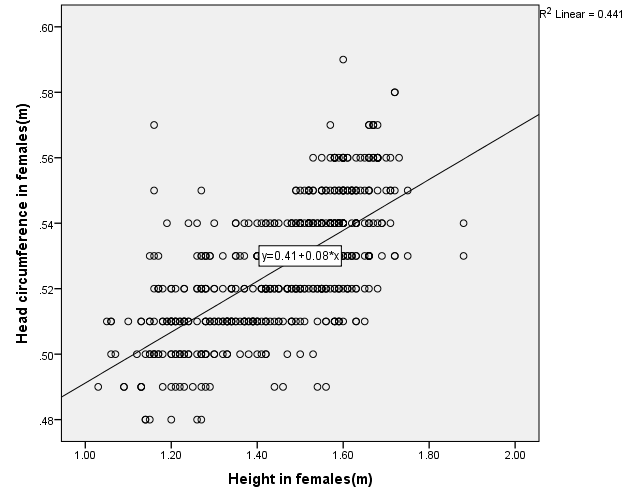 R2 Linear = 0.441
.60
.58
.56
.54
.52
.50
.48
Head circumference in females(m)
y=0.41+0.08*x
1.00 1.20 1.40 1.60 1.80 2.00
Height in females(m)